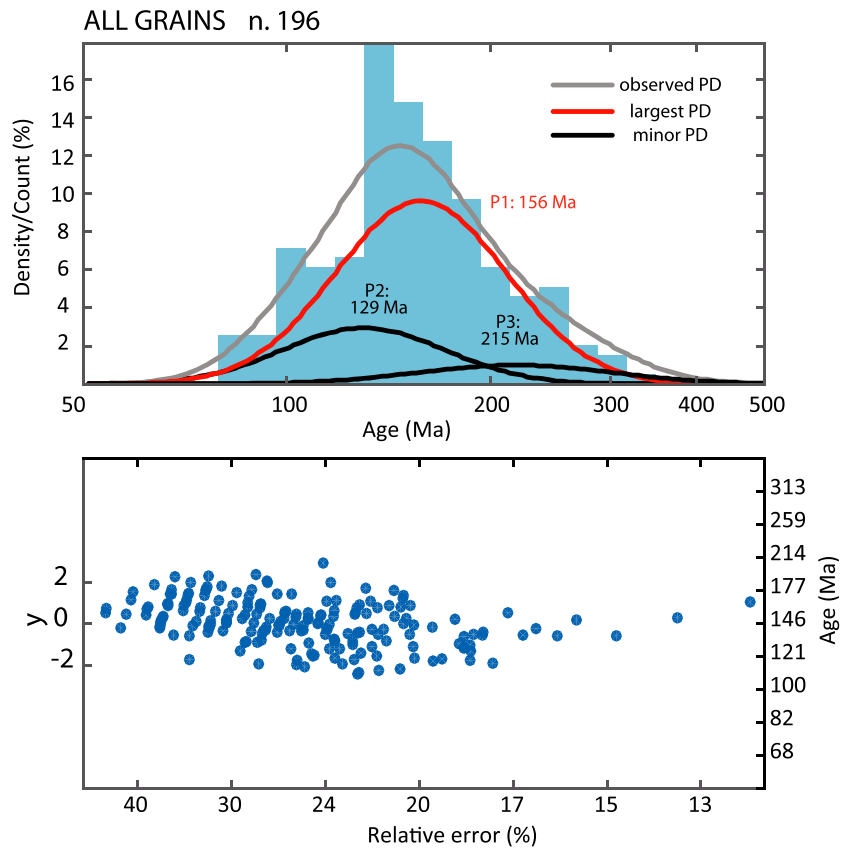 ALL GRAINS n. 196
16
14
12
10
8
6
4
2
Density/Count (%)
observed PD
largest PD
minor PD
P1: 156 Ma
P2:
129 Ma
P3:
215 Ma
50 100 200 300 400 500
Age (Ma)
2
0
-2
y
313
259
214
177
146
121
100
82
68
Age (Ma)
40 30 24 20 17 15 13
Relative error (%)